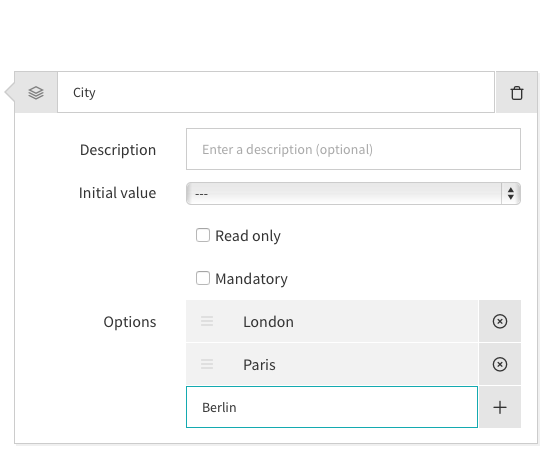 City
Description
Enter a description (optional)
Initial value
---
Read only
Mandatory
Options
London
Paris
Berlin